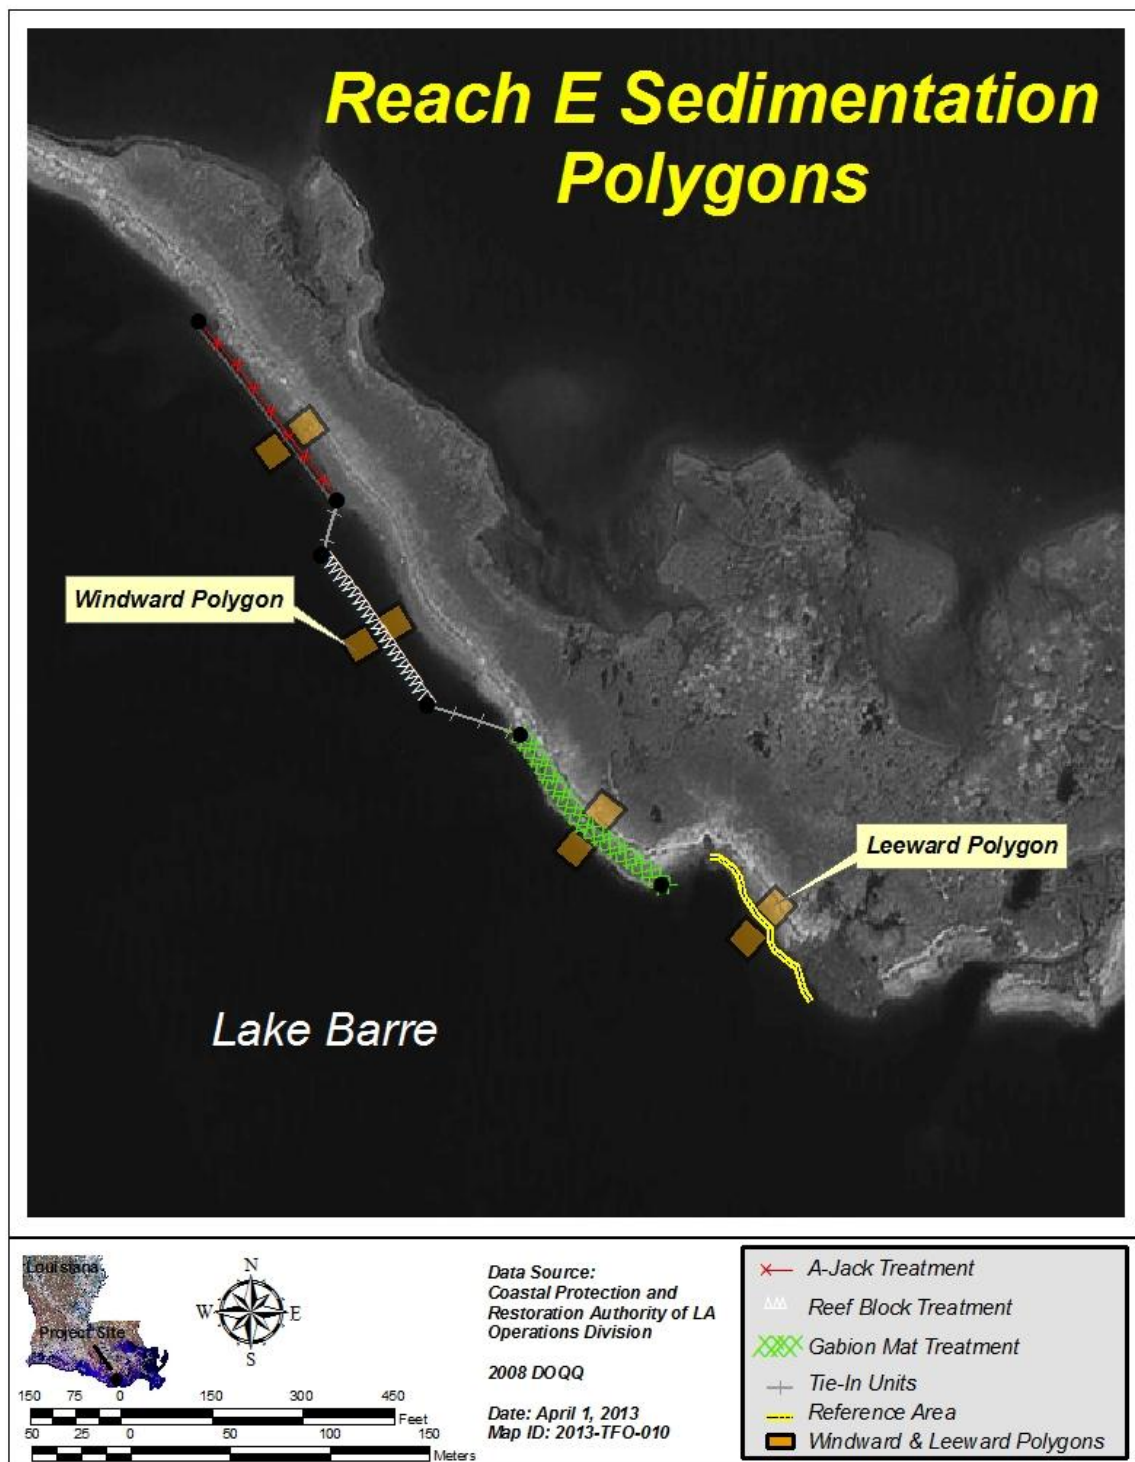 Reach E Sedimentation
Polygons
Windward Polygon
Leeward Polygon
Lake Barre
Louisiana
Project Site
N
W
E
S
150 75 0 150 300 450
Feet
50 25 0 50 100 150
Meters
Data Source:
Coastal Protection and
Restoration Authority of LA
Operations Division
2008 DOQQ
Date: April 1, 2013
Map ID: 2013-TFO-010
A-Jack Treatment
Reef Block Treatment
Gabion Mat Treatment
Tie-In Units
Reference Area
Windward & Leeward Polygons